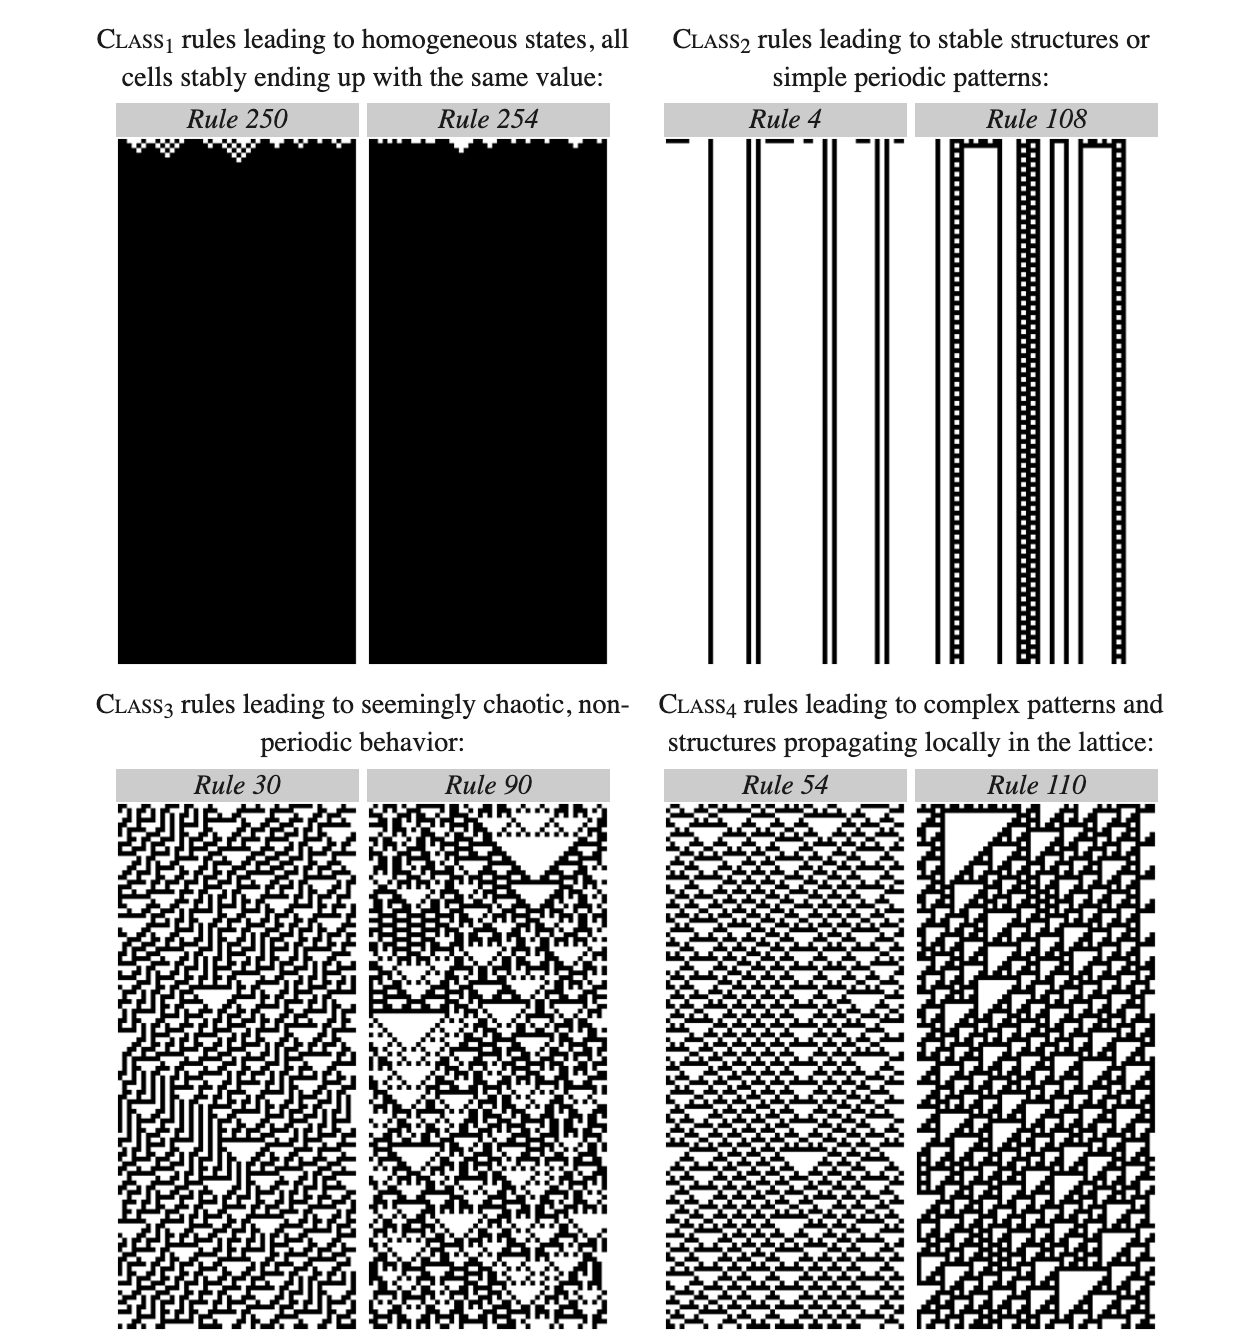 CLASS1 rules leading to homogeneous states, all
cells stably ending up with the same value:
Rule 250
Rule 254
CLASS2 rules leading to stable structures or
simple periodic patterns:
Rule 4
Rule 108
CLASS3 rules leading to seemingly chaotic, non-
periodic behavior:
Rule 30
Rule 90
CLASS4 rules leading to complex patterns and
structures propagating locally in the lattice:
Rule 54
Rule 110